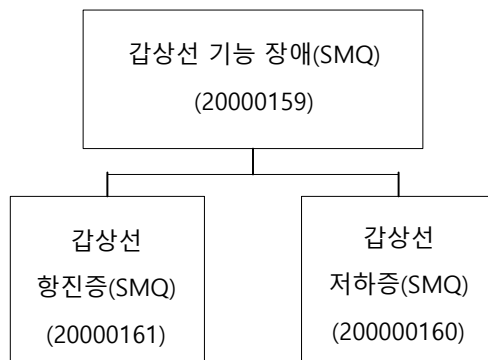 갑상선 기능 장애(SMQ)
(20000159)
갑상선
항진증(SMQ)
(20000161)
갑상선
저하증(SMQ)
(200000160)